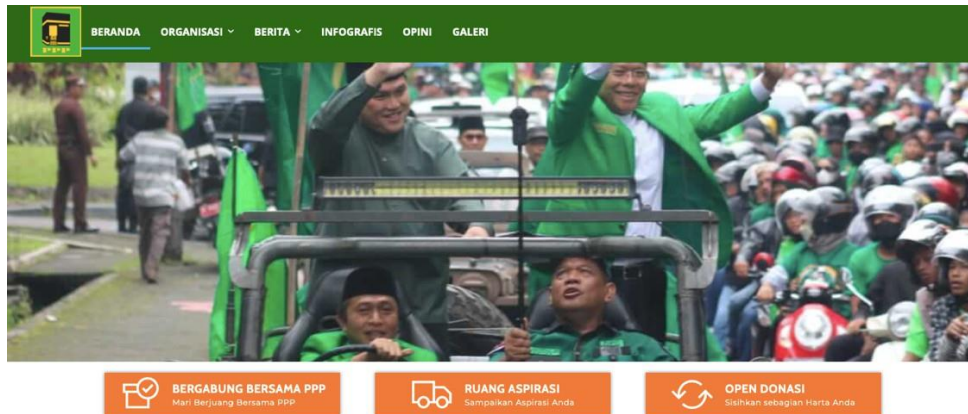 PPP
BERANDA
ORGANISASI
BERITA
INFOGRAFIS
OPINI
GALERI
BERGABUNG BERSAMA PPP
Mari Berjuang Bersama PPP
RUANG ASPIRASI
Sampaikan Aspirasi Anda
OPEN DONASI
Sisihkan sebagian Harta Anda